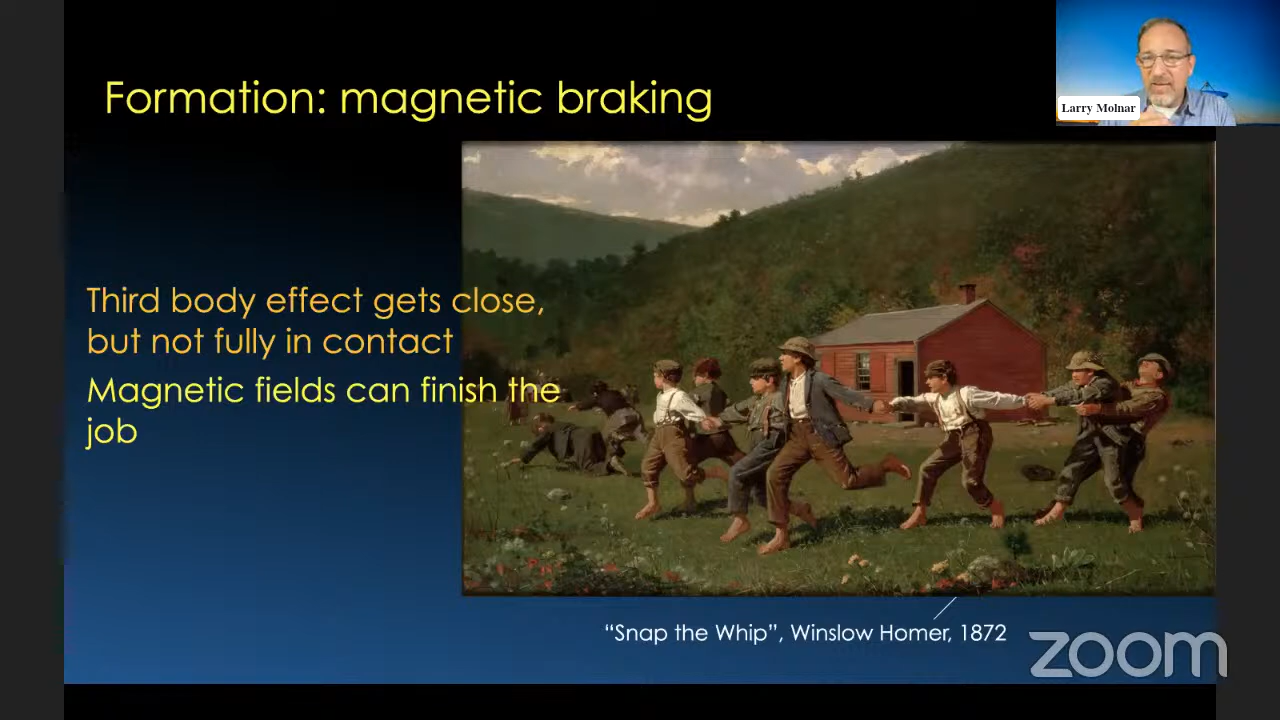 Formation: magnetic braking
Larry Molnar
Third body effect gets close,
but not fully in contact
Magnetic fields can finish the
job
“Snap the Whip”, Winslow Homer, 1872
zoom